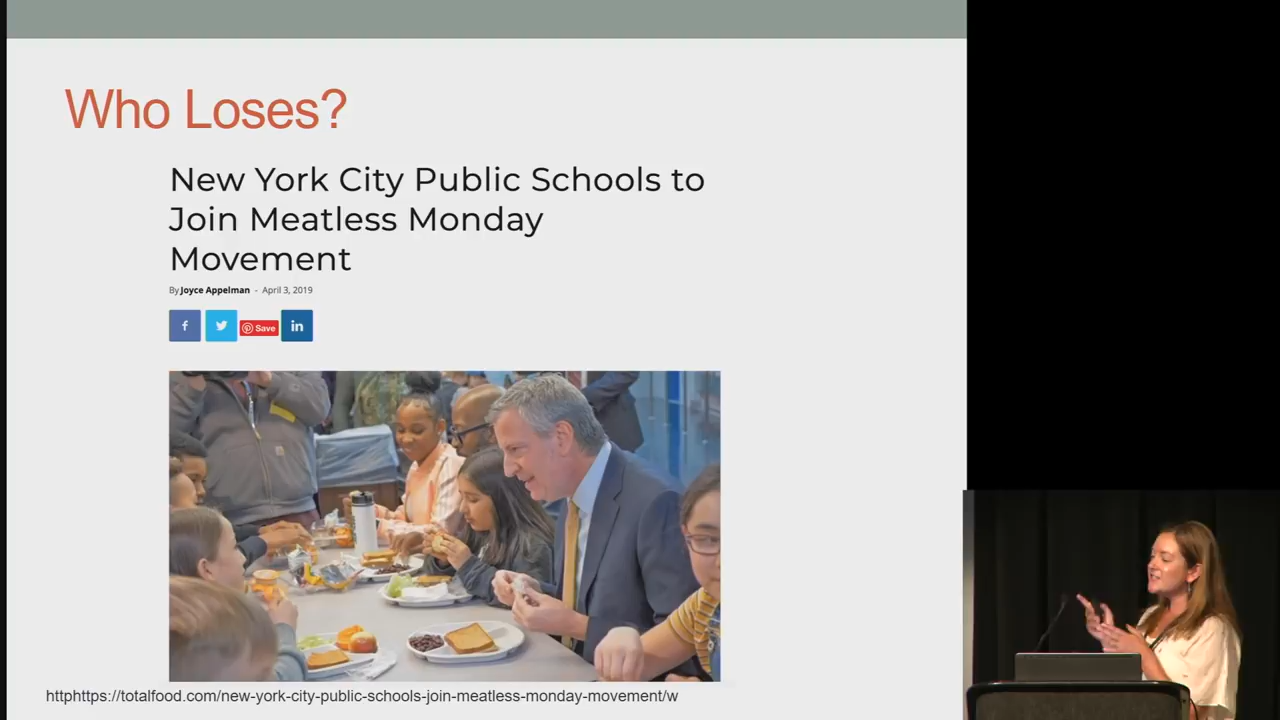 Who Loses?
New York City Public Schools to
Join Meatless Monday
Movement
By Joyce Appelman - April 3, 2019
f
Save
in
httphttps://totalfood.com/new-york-city-public-schools-join-meatless-monday-movement/w